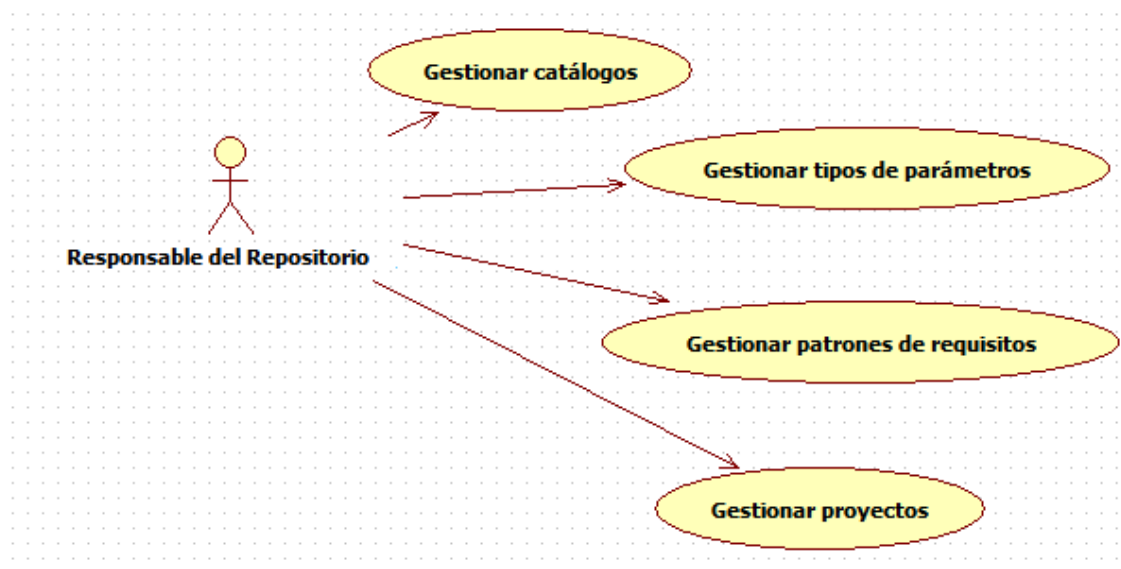 Gestionar catálogos
Gestionar tipos de parámetros
Responsable del Repositorio
Gestionar patrones de requisitos
Gestionar proyectos